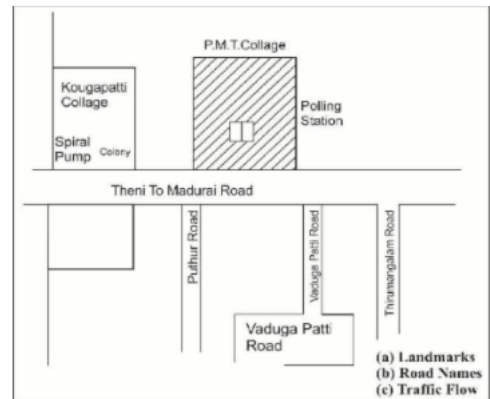 P.M.T.Collage
Kougapatti
Collage
Polling
Station
Spiral
Pump
Colony
Theni To Madurai Road
Puthur Road
Vaduga Patti Road
Thirumangalam Road
Vaduga Patti
Road
(a) Landmarks
(b) Road Names
(c) Traffic Flow